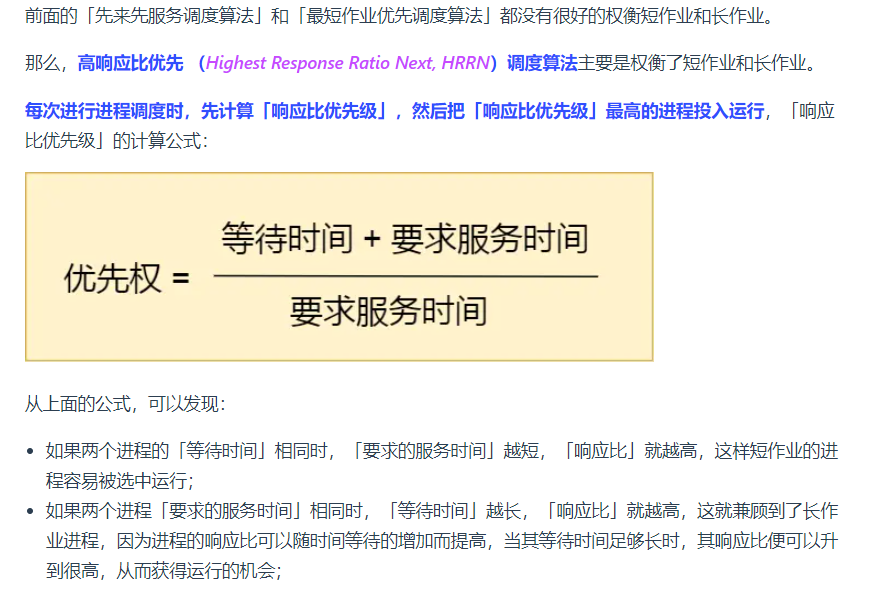 前面的「先来先服务调度算法」和「最短作业优先调度算法」都没有很好的权衡短作业和长作业。
那么，高响应比优先 （Highest Response Ratio Next, HRRN）调度算法主要是权衡了短作业和长作业。
每次进行进程调度时，先计算「响应比优先级」，然后把「响应比优先级」最高的进程投入运行，「响应
比优先级」的计算公式：
等待时间 + 要求服务时间
优先权 =
要求服务时间
从上面的公式，可以发现：
• 如果两个进程的「等待时间」相同时，「要求的服务时间」越短，「响应比」就越高，这样短作业的进
程容易被选中运行；
• 如果两个进程「要求的服务时间」相同时，「等待时间」越长，「响应比」就越高，这就兼顾到了长作
业进程，因为进程的响应比可以随时间等待的增加而提高，当其等待时间足够长时，其响应比便可以升
到很高，从而获得运行的机会；